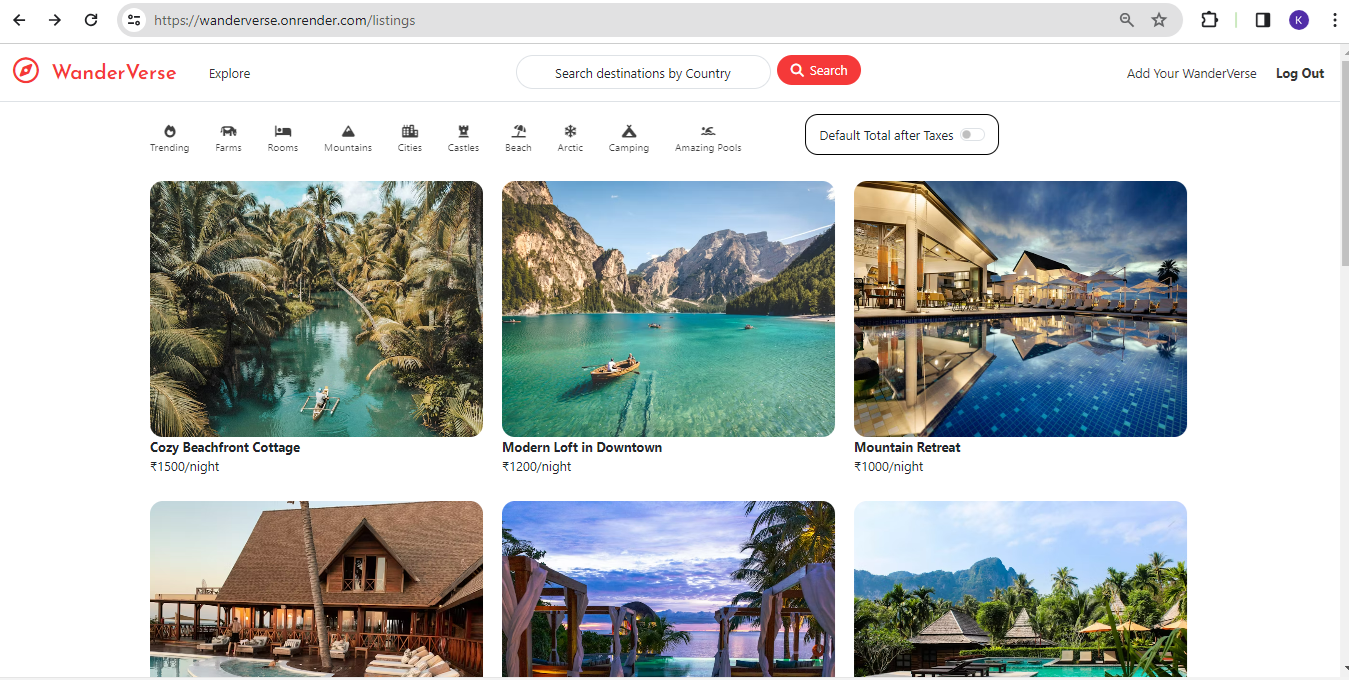 https://wanderverse.onrender.com/listings
K
WanderVerse Explore Search destinations by Country Search Add Your WanderVerse Log Out
Trending Farms Rooms Mountains Cities Castles Beach Arctic Camping Amazing Pools Default Total after Taxes
Cozy Beachfront Cottage Modern Loft in Downtown Mountain Retreat
₹1500/night ₹1200/night ₹1000/night